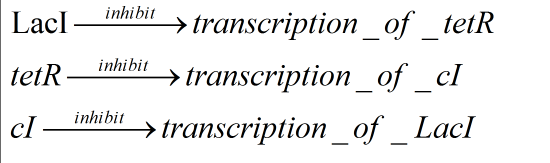 LacI inhibit transcription_of_tetR
tetR inhibit transcription_of_cI
cI inhibit transcription_of_LacI